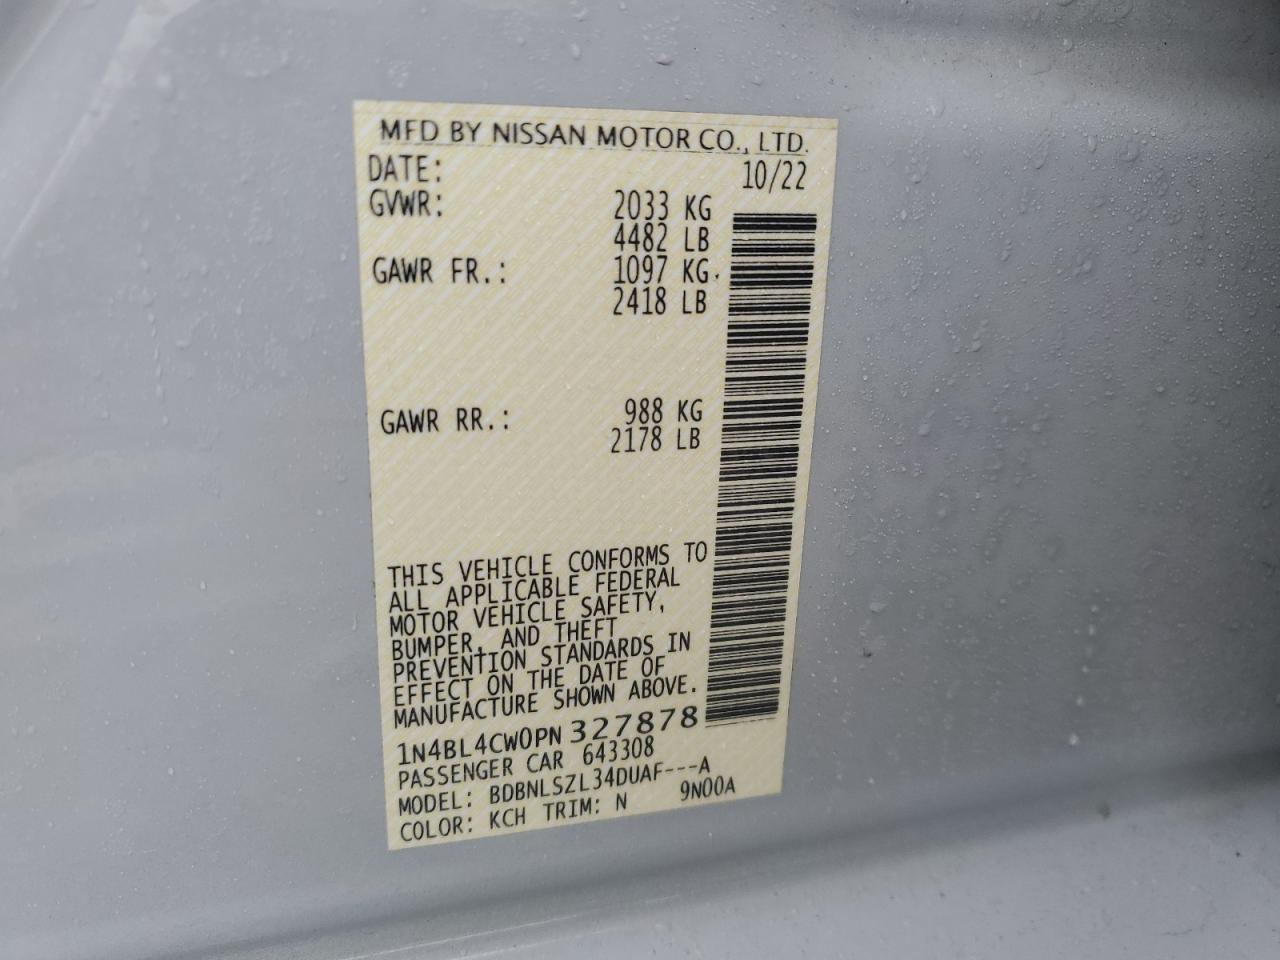 MFD BY NISSAN MOTOR CO., LTD.
DATE: 10/22
GVWR: 2033 KG
4482 LB
GAWR FR.: 1097 KG
2418 LB
GAWR RR.: 988 KG
2178 LB
THIS VEHICLE CONFORMS TO
ALL APPLICABLE FEDERAL
MOTOR VEHICLE SAFETY,
BUMPER, AND THEFT
PREVENTION STANDARDS IN
EFFECT ON THE DATE OF
MANUFACTURE SHOWN ABOVE.
1N4BL4CW0PN327878
PASSENGER CAR 643308
MODEL: BDBNLSZL34DUAF---A
COLOR: KCH TRIM: N 9N00A